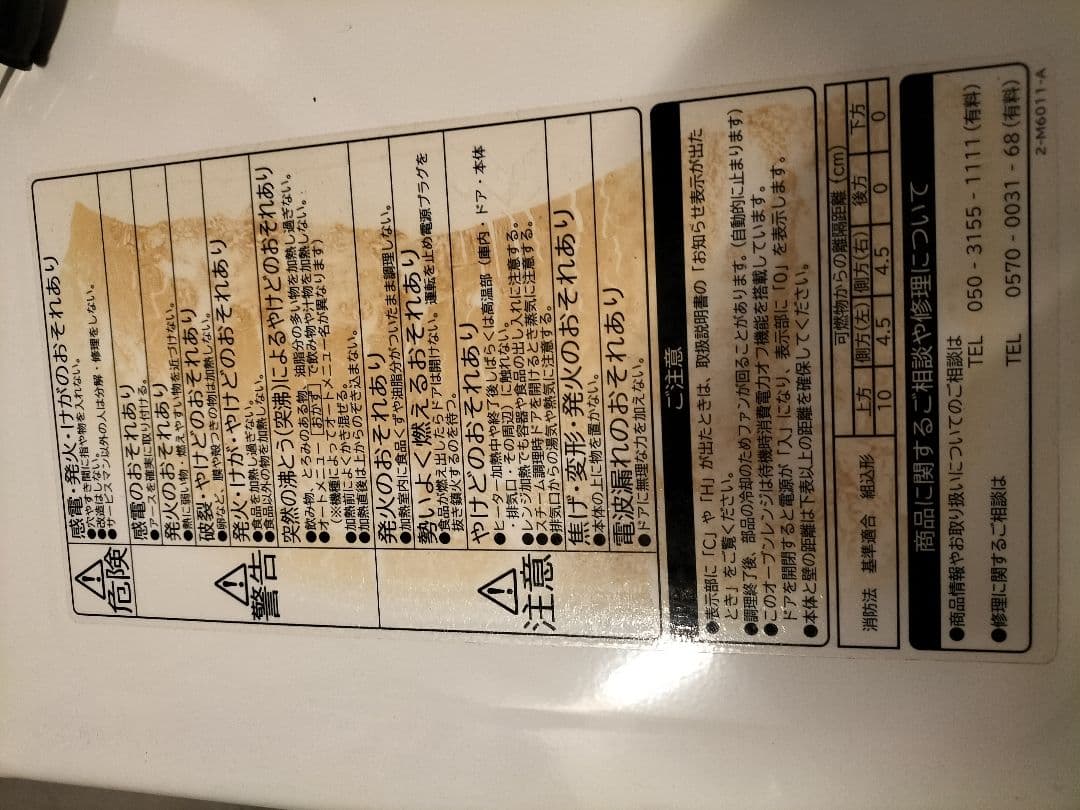 危険
感電・発火・けがのおそれあり
●穴やすき間に指や物を入れない。
●改造はしない。
●サービスマン以外の人は分解・修理をしない。
警告
感電のおそれあり
●アースを確実に取り付ける。
発火のおそれあり
●熱に弱い物、燃えやすい物を近づけない。
破裂・やけどのおそれあり
●卵など、膜や殻つきの物は加熱しない。
発火・けが・やけどのおそれあり
●食品を加熱し過ぎない。
●食品以外の物を加熱しない。
突然の沸とう(突沸)によるやけどのおそれあり
●飲み物、とろみのある物、油脂分の多い物を加熱し過ぎない。
●オートメニュー「おかず」で飲み物や汁物を加熱しない。
(※機種によってオートメニュー名が異なります)
●加熱前によくかき混ぜる。
●加熱直後は上からのぞき込まない。
注意
発火のおそれあり
●加熱室内に食品くずや油脂分がついたまま調理しない。
勢いよく燃えるおそれあり
●食品が燃え出したらドアは開けない。運転を止め電源プラグを
抜き鎮火するのを待つ。
やけどのおそれあり
●ヒーター加熱中や終了後しばらくは高温部(庫内・ドア・本体
・排気口・その周辺)に触れない。
●レンジ加熱でも容器や食品の出し入れに注意する。
●スチーム調理時ドアを開けるとき蒸気に注意する。
●排気口からの湯気や熱気に注意する。
焦げ・変形・発火のおそれあり
●本体の上に物を置かない。
電波漏れのおそれあり
●ドアに無理な力を加えない。
ご注意
●表示部に「C」や「H」が出たときは、取扱説明書の「お知らせ表示が出た
とき」をご覧ください。
●調理終了後、部品の冷却のためファンが回ることがあります。(自動的に止まります)
●このオーブンレンジは待機時消費電力オフ機能を搭載しています。
ドアを開閉すると電源が「入」になり、表示部に「0」を表示します。
●本体と壁の距離は下表以上の距離を確保してください。
消防法 基準適合 組込形
可燃物からの離隔距離(cm)
上方 側方(左) 側方(右) 後方 下方
10 4.5 4.5 0 0
商品に関するご相談や修理について
●商品情報やお取り扱いについてのご相談は
TEL 050-3155-1111(有料)
●修理に関するご相談は
TEL 0570-0031-68(有料)
2-M6011-A